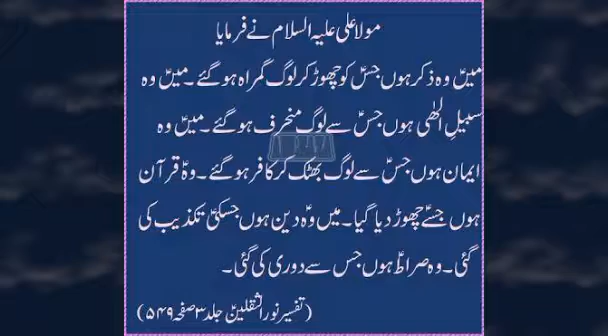 مولا علی علیہ السلام نے فرمایا
میںؑ وہ ذکر ہوں جسؑ کو چھوڑ کر لوگ گمراہ ہو گئے ۔ میںؑ وہ
سبیلِ الٰھی ہوں جسؑ سے لوگ منحرف ہو گئے ۔ میںؑ وہ
ایمان ہوں جسؑ سے لوگ بھٹک کر کافر ہو گئے ۔ وہؑ قرآن
ہوں جسےؑ چھوڑ دیا گیا ۔ میں وہؑ دین ہوں جسکیؑ تکذیب کی
گئی ۔ وہ صراطؑ ہوں جس سے دوری کی گئی ۔
(تفسیر نور الثقلینؑ جلد ۳ صفحہ ۵۴۹)